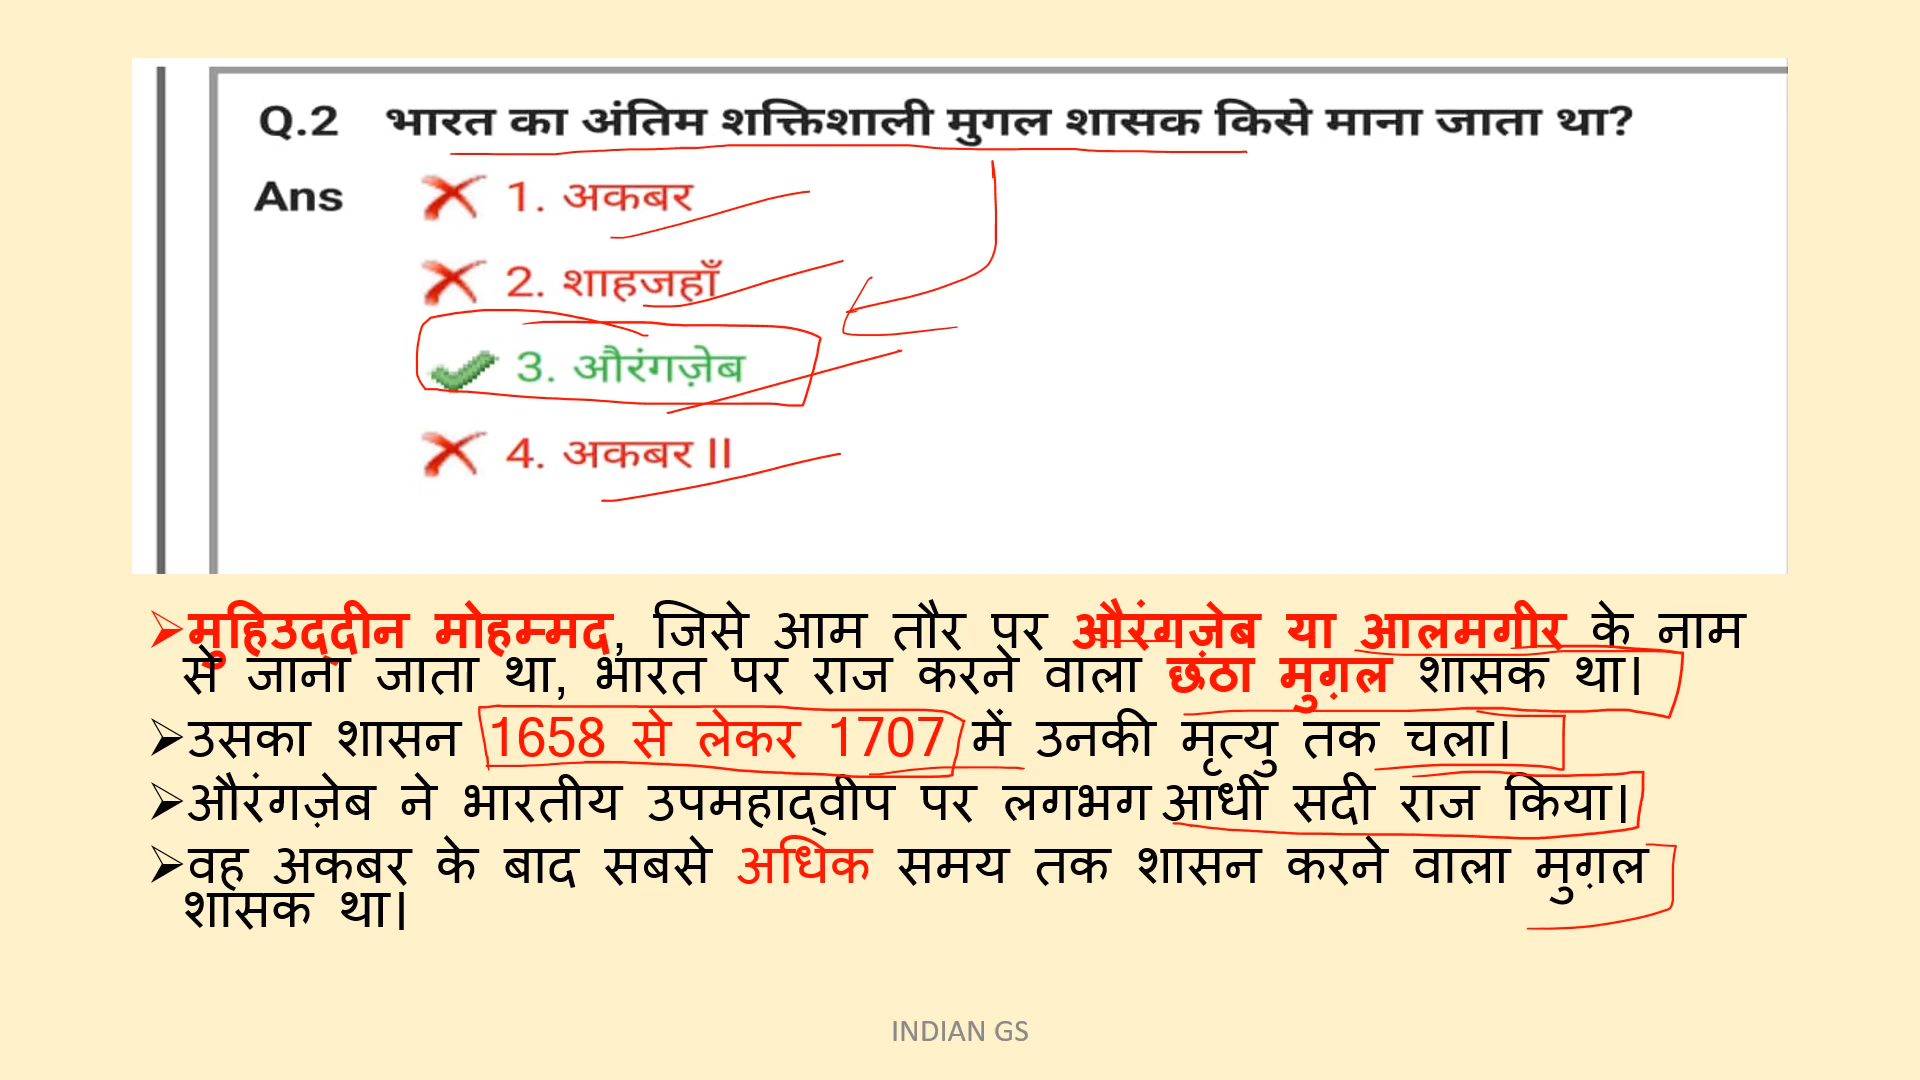 Q.2 भारत का अंतिम शक्तिशाली मुगल शासक किसे माना जाता था?
Ans 1. अकबर
2. शाहजहाँ
3. औरंगज़ेब
4. अकबर II
मुहिउद्दीन मोहम्मद, जिसे आम तौर पर औरंगजेब या आलमगीर के नाम
से जाना जाता था, भारत पर राज करने वाला छठा मुग़ल शासक था।
उसका शासन 1658 से लेकर 1707 में उनकी मृत्यु तक चला।
औरंगज़ेब ने भारतीय उपमहाद्वीप पर लगभग आधी सदी राज किया।
वह अकबर के बाद सबसे अधिक समय तक शासन करने वाला मुग़ल
शासक था।
INDIAN GS